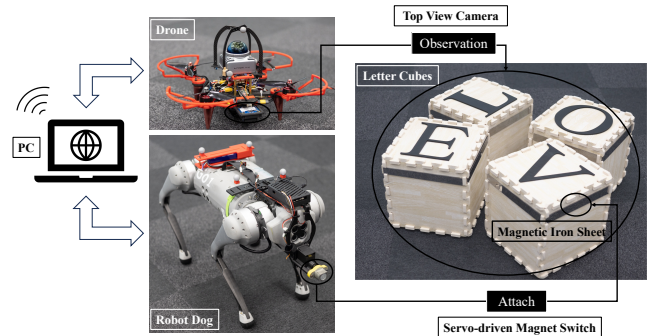 Top View Camera
Drone
Observation
Letter Cubes
L
O
E
V
PC
Magnetic Iron Sheet
Attach
Robot Dog
Servo-driven Magnet Switch